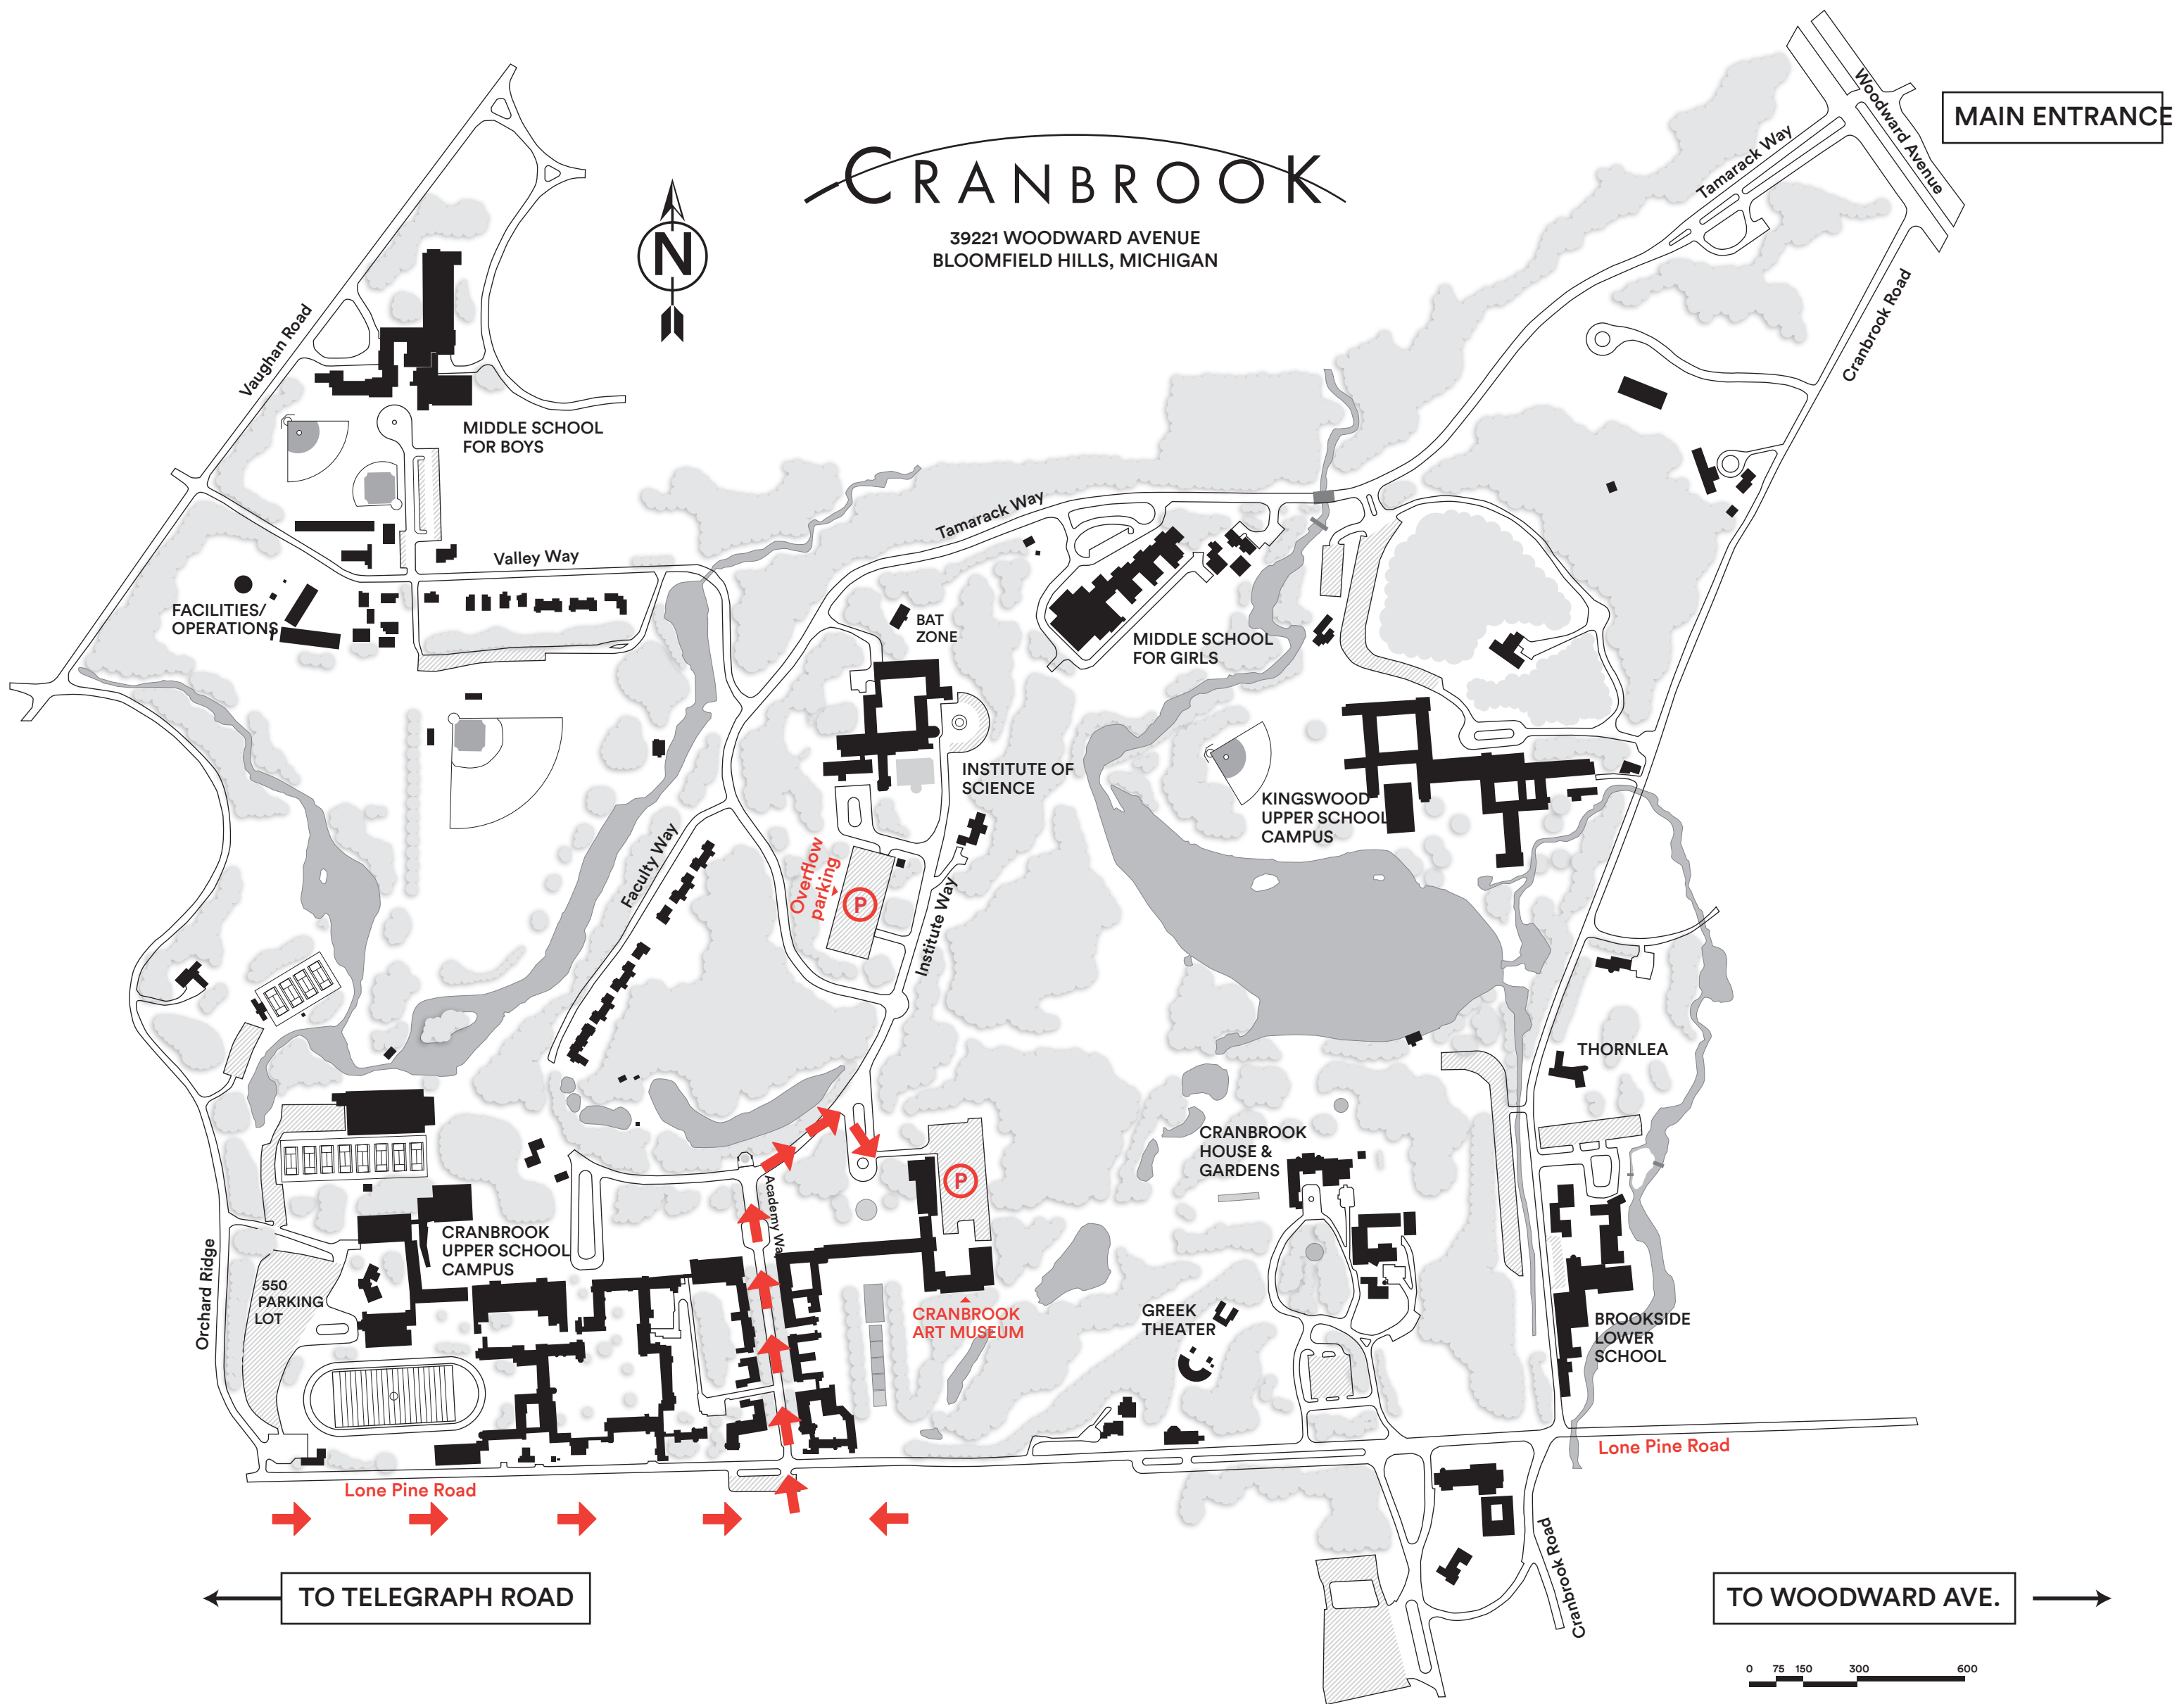 CRANBROOK
39221 WOODWARD AVENUE
BLOOMFIELD HILLS, MICHIGAN
N
MAIN ENTRANCE
Woodward Avenue
Tamarack Way
Cranbrook Road
Vaughan Road
MIDDLE SCHOOL
FOR BOYS
Tamarack Way
Valley Way
FACILITIES/
OPERATIONS
BAT
ZONE
MIDDLE SCHOOL
FOR GIRLS
INSTITUTE OF
SCIENCE
KINGSWOOD
UPPER SCHOOL
CAMPUS
Faculty Way
Overflow
parking
P
Institute Way
THORNLEA
CRANBROOK
HOUSE &
GARDENS
P
Academy Way
CRANBROOK
UPPER SCHOOL
CAMPUS
Orchard Ridge
550
PARKING
LOT
CRANBROOK
ART MUSEUM
GREEK
THEATER
BROOKSIDE
LOWER
SCHOOL
Lone Pine Road
Lone Pine Road
Cranbrook Road
TO TELEGRAPH ROAD
TO WOODWARD AVE.
0 75 150 300 600